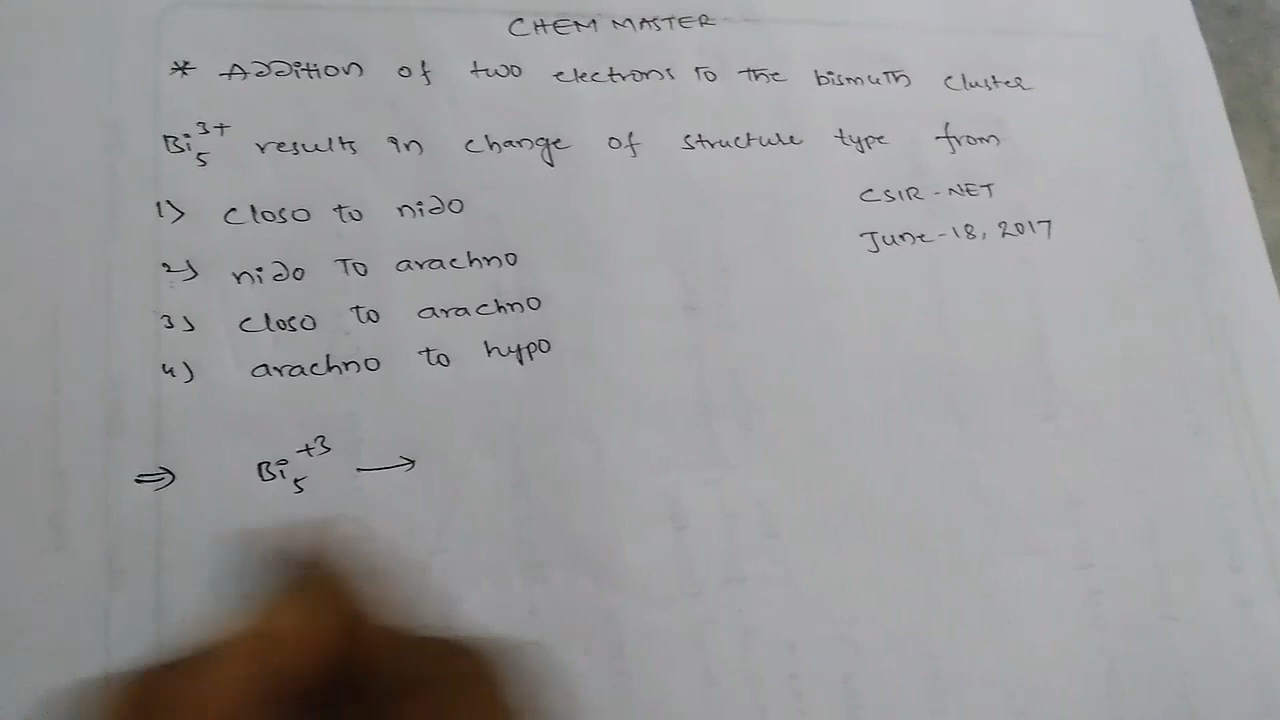 CHEM MASTER
* Addition of two electrons to the bismuth cluster
Bi₅³⁺ results in change of structure type from
1) closo to nido
CSIR-NET
2) nido to arachno
June-18, 2017
3) closo to arachno
4) arachno to hypo
⇒ Bi₅⁺³ →